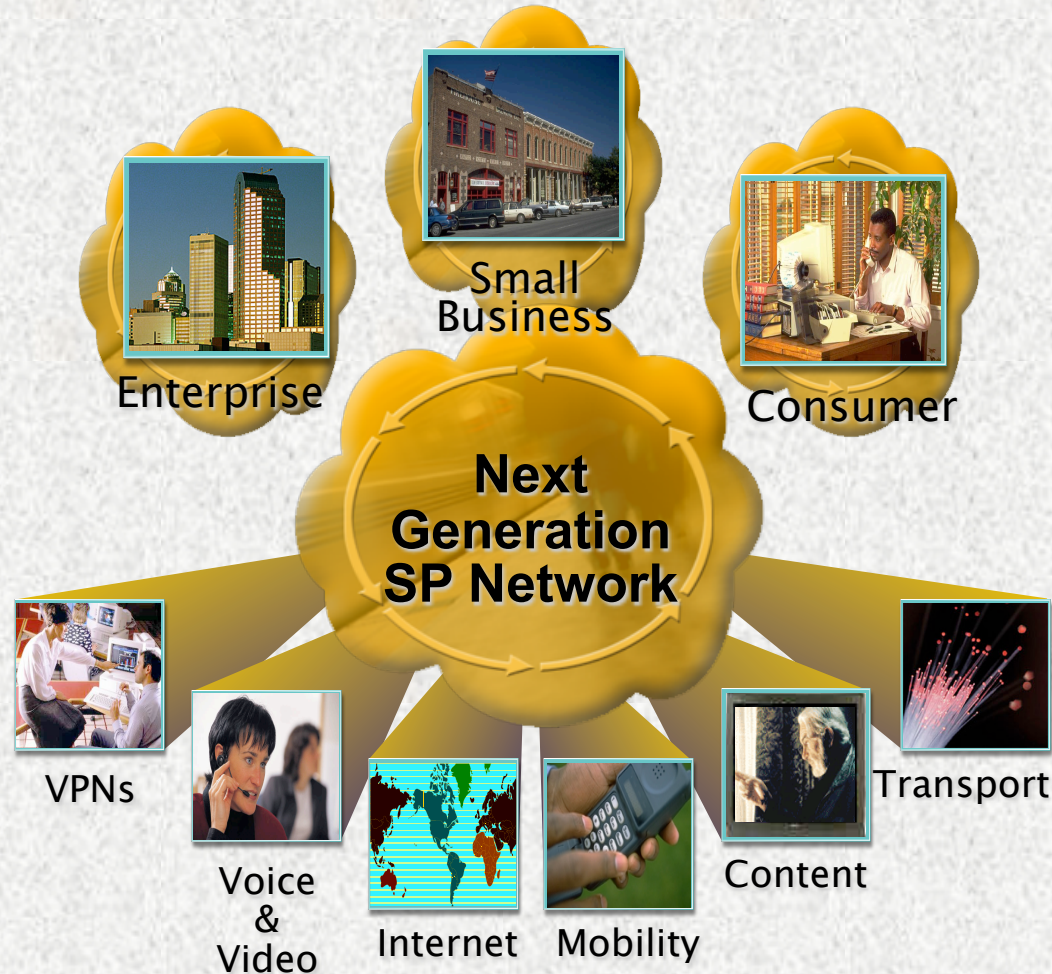 Small
Business
Enterprise
Consumer
Next
Generation
SP Network
VPNs
Transport
Voice
&
Video
Content
Internet
Mobility